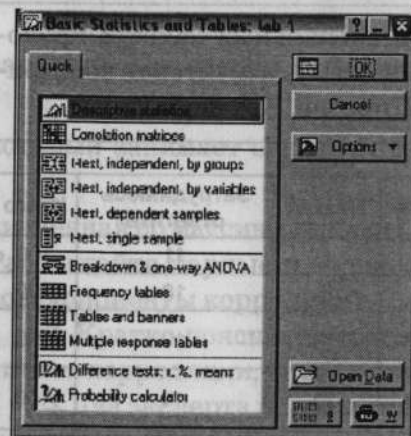 Basic Statistics and Tables: lab 1
Quick
OK
Descriptive statistics
Cancel
Correlation matrices
Options
t-test, independent, by groups
t-test, independent, by variables
t-test, dependent samples
t-test, single sample
Breakdown & one-way ANOVA
Frequency tables
Tables and banners
Multiple response tables
Open Data
Difference tests: r, %, means
Probability calculator